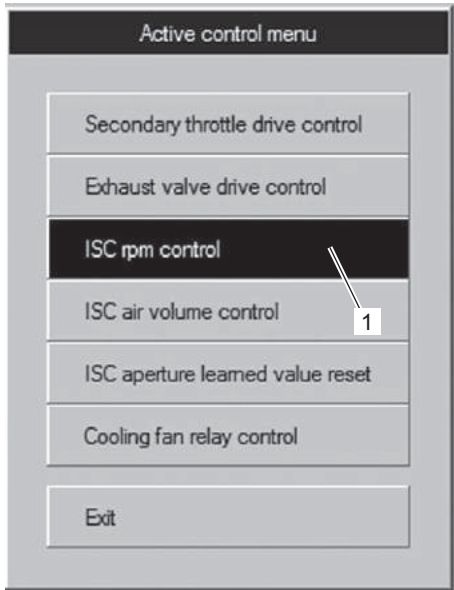 Active control menu
Secondary throttle drive control
Exhaust valve drive control
ISC rpm control
1
ISC air volume control
ISC aperture learned value reset
Cooling fan relay control
Exit